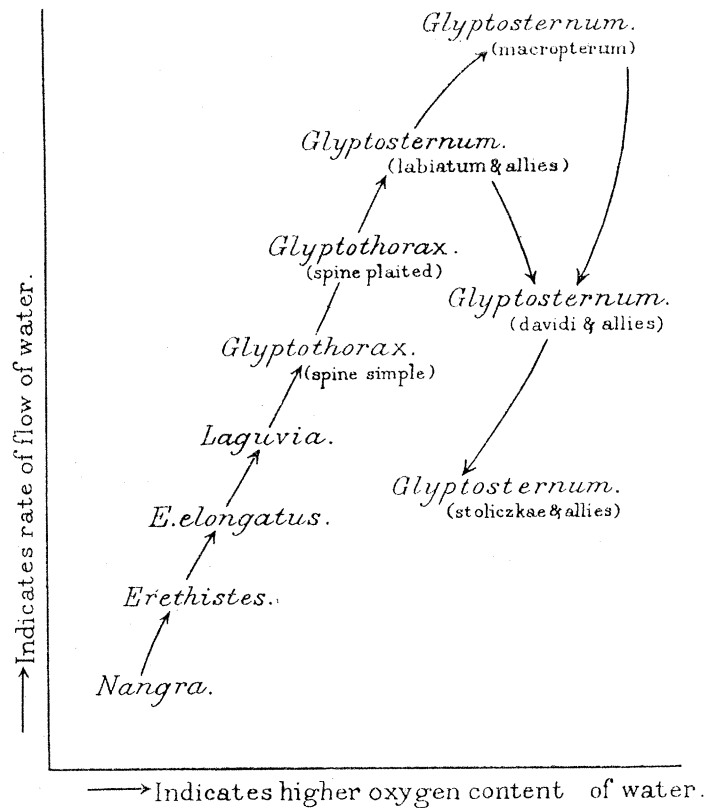 Glyptosternum.
(macropterum)
Glyptosternum.
(labiatum & allies)
Glyptothorax.
(spine plaited)
Glyptosternum.
(davidi & allies)
Glyptothorax.
(spine simple)
Laguvia.
Glyptosternum.
(stoliczkae & allies)
E. elongatus.
Erethistes.
Nangra.
Indicates rate of flow of water.
Indicates higher oxygen content of water.